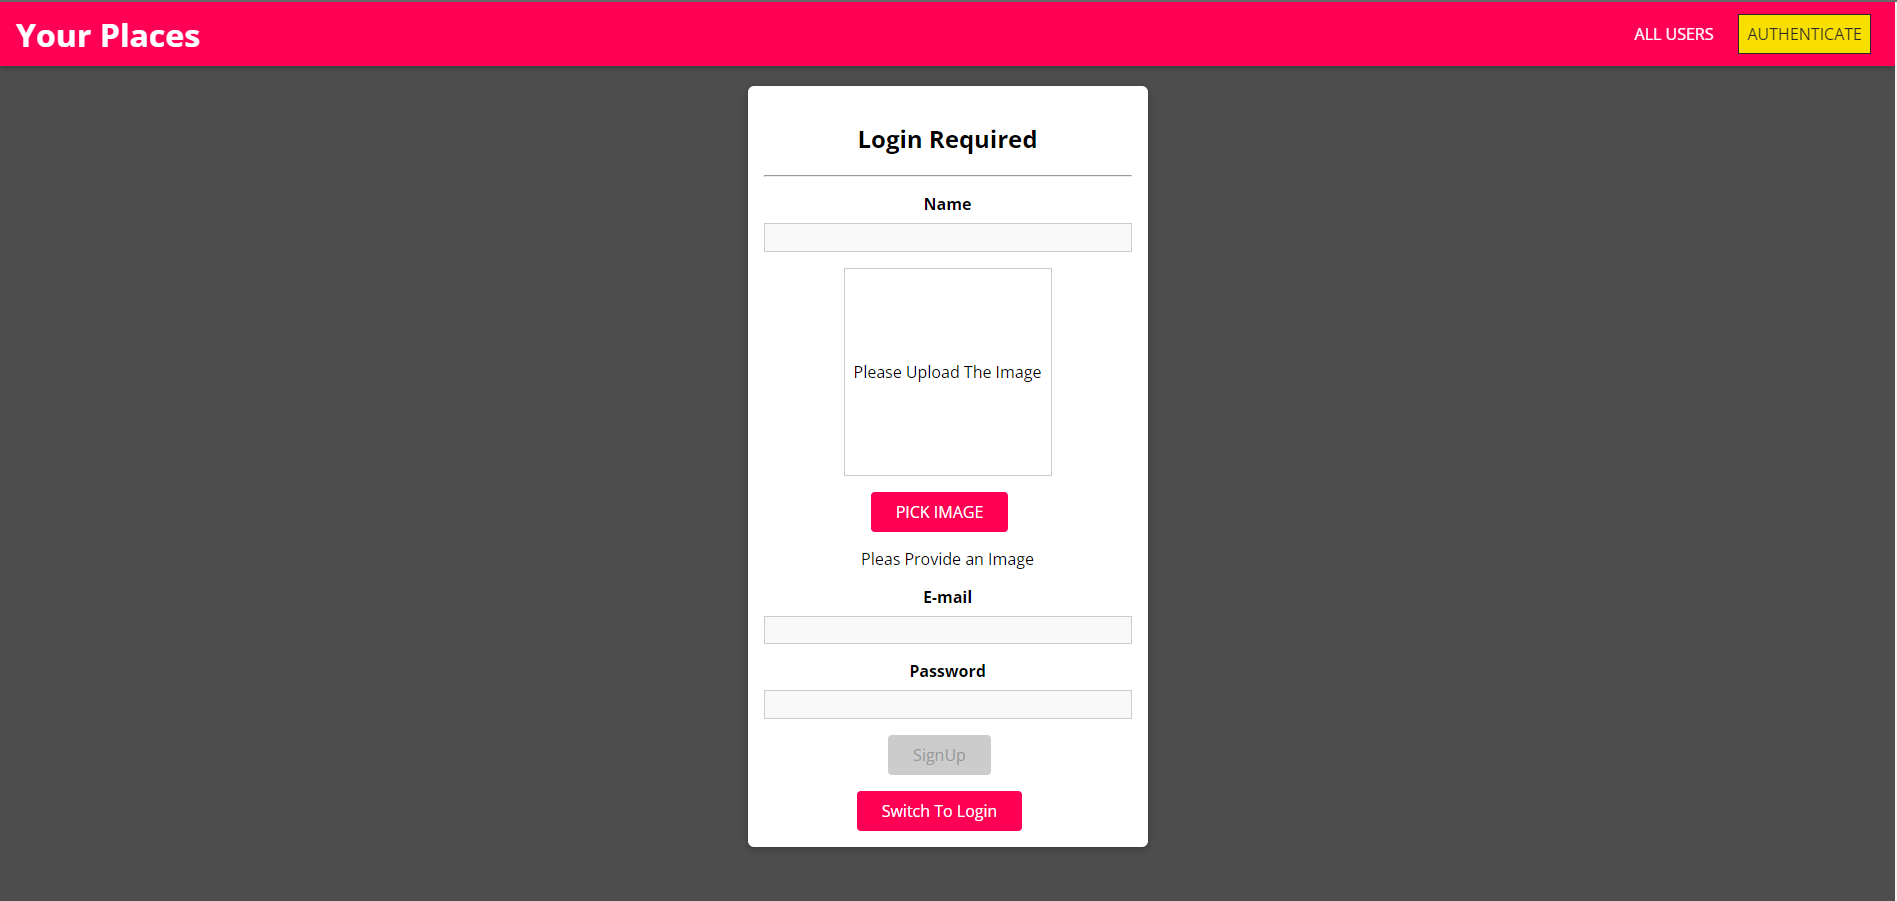 Your Places
ALL USERS
AUTHENTICATE
Login Required
Name
Please Upload The Image
PICK IMAGE
Pleas Provide an Image
E-mail
Password
SignUp
Switch To Login